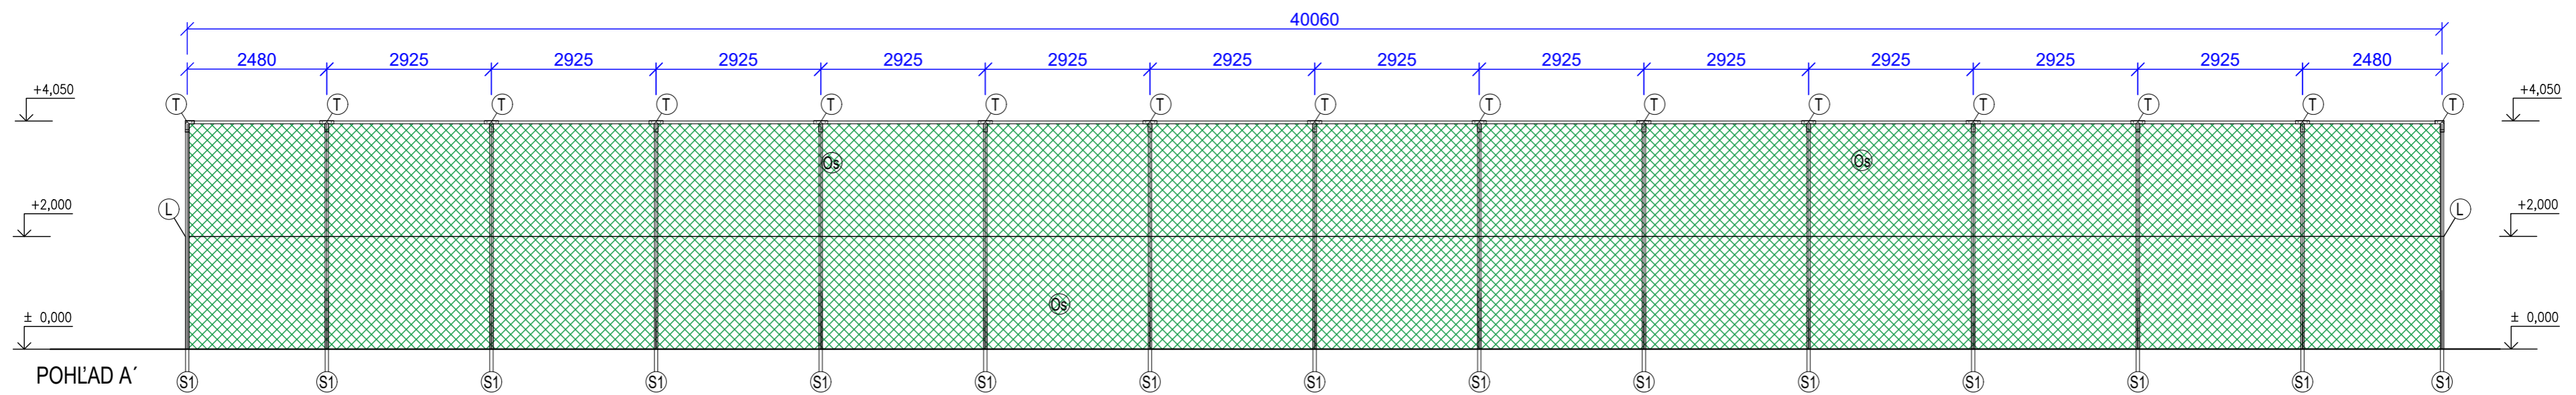 40060
2480 2925 2925 2925 2925 2925 2925 2925 2925 2925 2925 2925 2925 2480
+4,050 +4,050
T T T T T T T T T T T T T T T
Os Os
L L
+2,000 +2,000
Os
± 0,000 ± 0,000
POHĽAD A´
S1 S1 S1 S1 S1 S1 S1 S1 S1 S1 S1 S1 S1 S1 S1